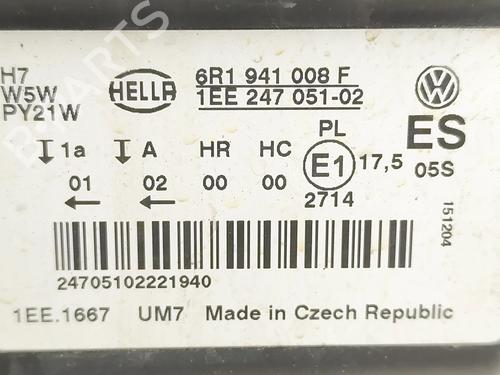 H7
W5W
PY21W
HELLA
6R1 941 008 F
1EE 247 051-02
ES
05S
1a A HR HC PL
E1 17,5
01 02 00 00 2714
151204
24705102221940
1EE.1667 UM7 Made in Czech Republic